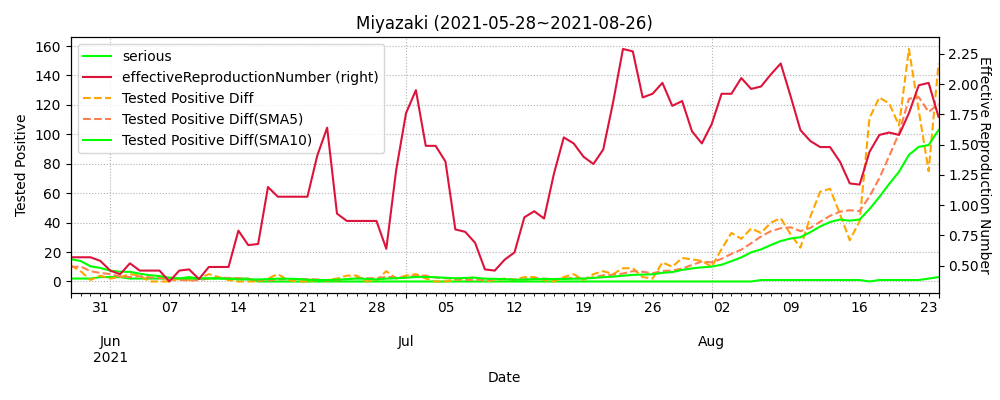 Miyazaki (2021-05-28~2021-08-26)
160
140
120
100
80
60
40
20
0
Tested Positive
serious
effectiveReproductionNumber (right)
Tested Positive Diff
Tested Positive Diff(SMA5)
Tested Positive Diff(SMA10)
2.25
2.00
1.75
1.50
1.25
1.00
0.75
0.50
Effective Reproduction Number
31 07 14 21 28 05 12 19 26 02 09 16 23
Jun Jul Aug
2021
Date